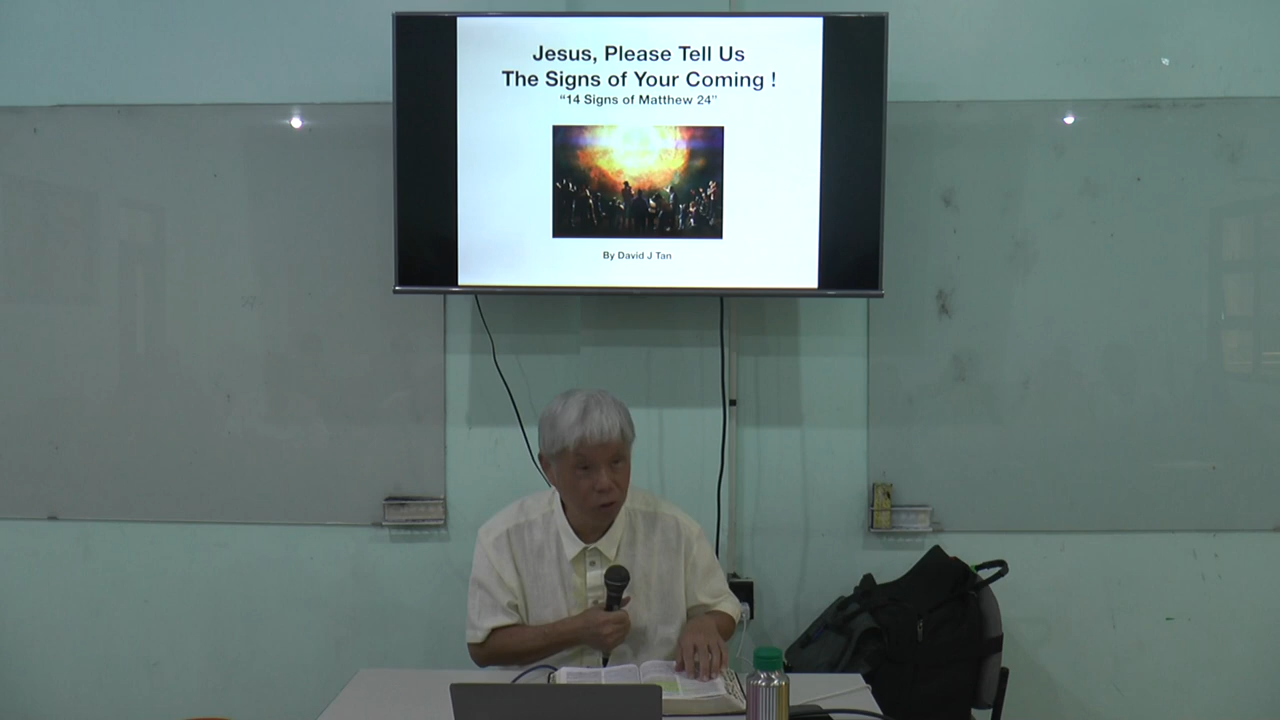 Jesus, Please Tell Us
The Signs of Your Coming !
“14 Signs of Matthew 24”
By David J Tan